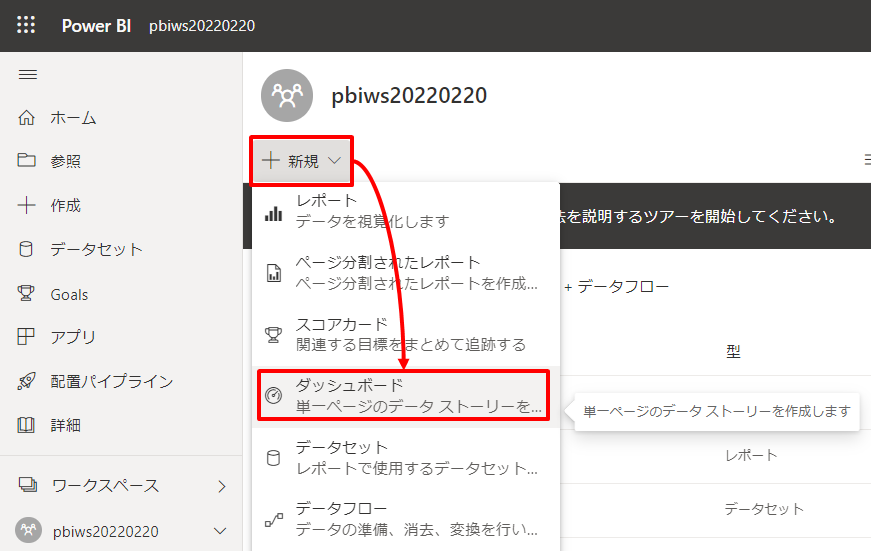 Power BI pbiws20220220
pbiws20220220
ホーム
参照
作成
データセット
Goals
アプリ
配置パイプライン
詳細
ワークスペース
pbiws20220220
新規
レポート
データを視覚化します
ページ分割されたレポート
ページ分割されたレポートを作成...
スコアカード
関連する目標をまとめて追跡する
ダッシュボード
単一ページのデータ ストーリーを...
データセット
レポートで使用するデータセット...
データフロー
データの準備、消去、変換を行い...
法を説明するツアーを開始してください。
+ データフロー
型
単一ページのデータ ストーリーを作成します
レポート
データセット